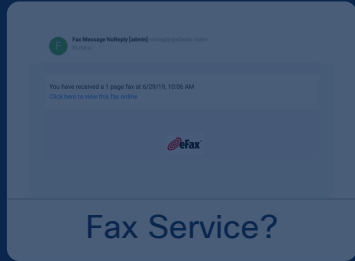 F
Fax Message NoReply [admin]
You have received a 1 page fax at 6/29/19, 10:06 AM
Click here to view this fax online
eFax
Fax Service?